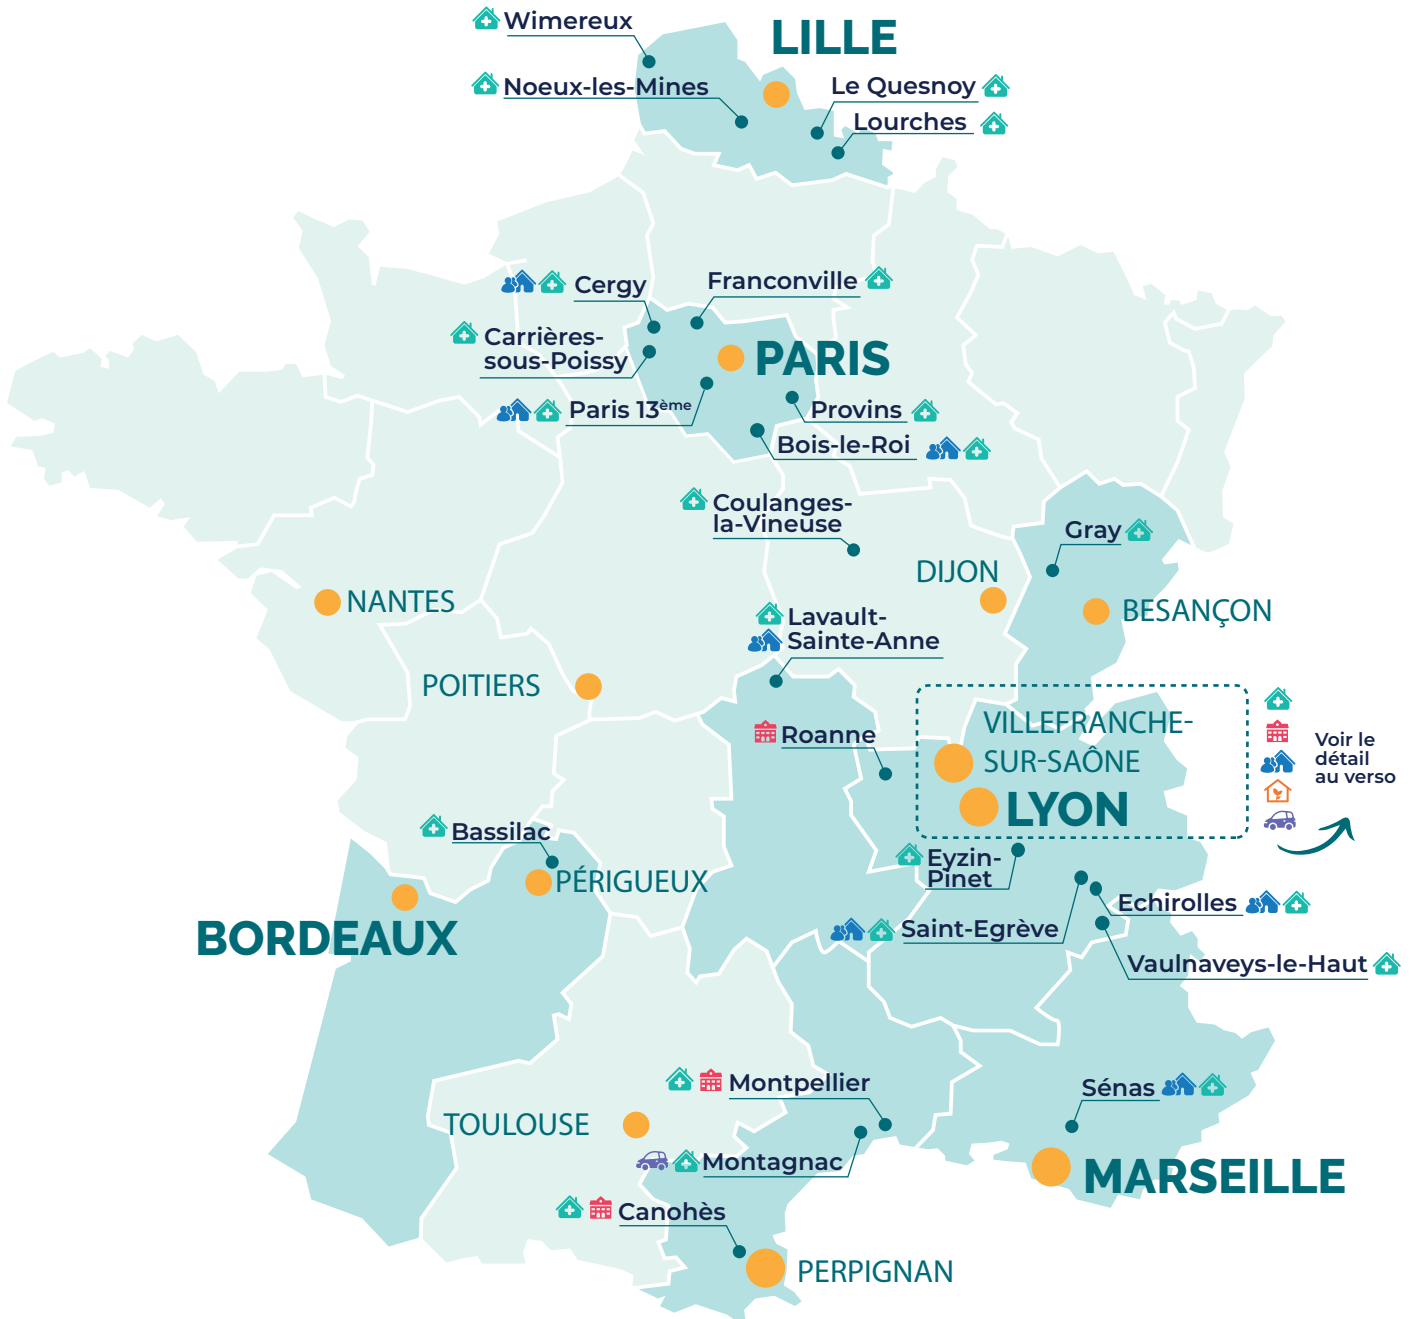 Wimereux
LILLE
Noeux-les-Mines
Le Quesnoy
Lourches
Cergy
Franconville
Carrières-
sous-Poissy
PARIS
Paris 13ème
Provins
Bois-le-Roi
Coulanges-
la-Vineuse
Gray
DIJON
NANTES
BESANÇON
Lavault-
Sainte-Anne
POITIERS
Roanne
VILLEFRANCHE-
SUR-SAÔNE
LYON
Voir le
détail
au verso
Bassilac
PÉRIGUEUX
Eyzin-
Pinet
BORDEAUX
Echirolles
Saint-Egrève
Vaulnaveys-le-Haut
Montpellier
Sénas
TOULOUSE
Montagnac
MARSEILLE
Canohès
PERPIGNAN